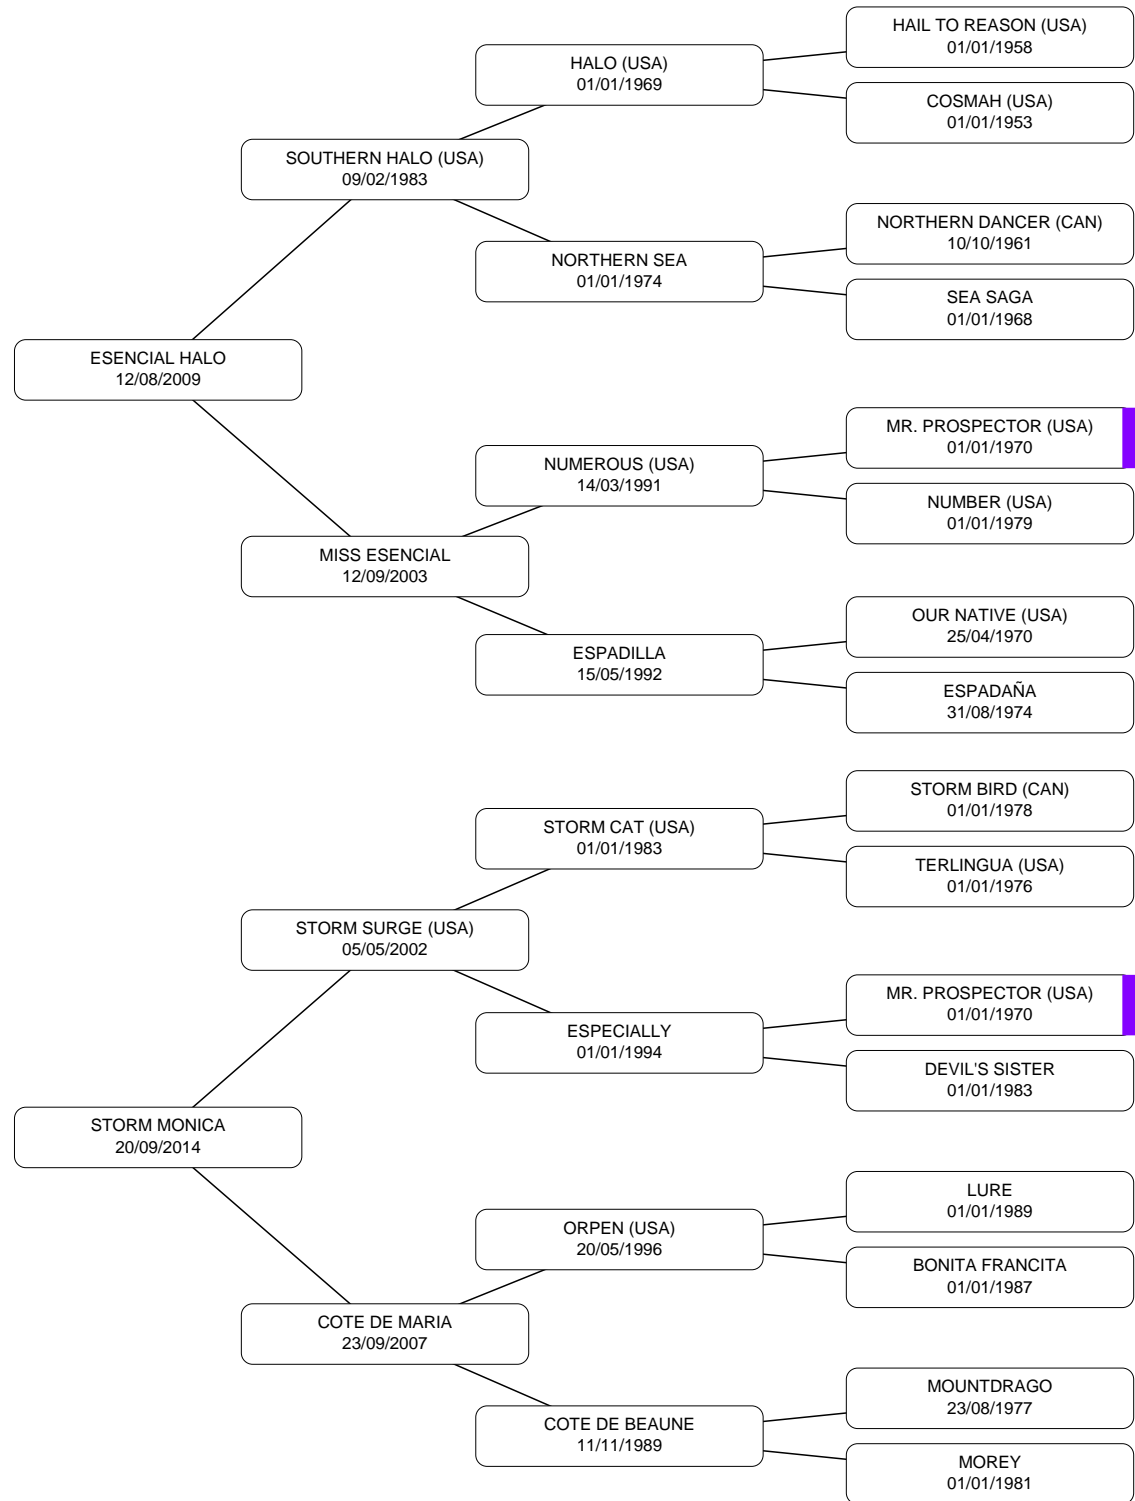 HAIL TO REASON (USA)
01/01/1958
HALO (USA)
01/01/1969
COSMAH (USA)
01/01/1953
SOUTHERN HALO (USA)
09/02/1983
NORTHERN DANCER (CAN)
10/10/1961
NORTHERN SEA
01/01/1974
SEA SAGA
01/01/1968
ESENCIAL HALO
12/08/2009
MR. PROSPECTOR (USA)
01/01/1970
NUMEROUS (USA)
14/03/1991
NUMBER (USA)
01/01/1979
MISS ESENCIAL
12/09/2003
OUR NATIVE (USA)
25/04/1970
ESPADILLA
15/05/1992
ESPADAÑA
31/08/1974
STORM BIRD (CAN)
01/01/1978
STORM CAT (USA)
01/01/1983
TERLINGUA (USA)
01/01/1976
STORM SURGE (USA)
05/05/2002
MR. PROSPECTOR (USA)
01/01/1970
ESPECIALLY
01/01/1994
DEVIL'S SISTER
01/01/1983
STORM MONICA
20/09/2014
LURE
01/01/1989
ORPEN (USA)
20/05/1996
BONITA FRANCITA
01/01/1987
COTE DE MARIA
23/09/2007
MOUNTDRAGO
23/08/1977
COTE DE BEAUNE
11/11/1989
MOREY
01/01/1981